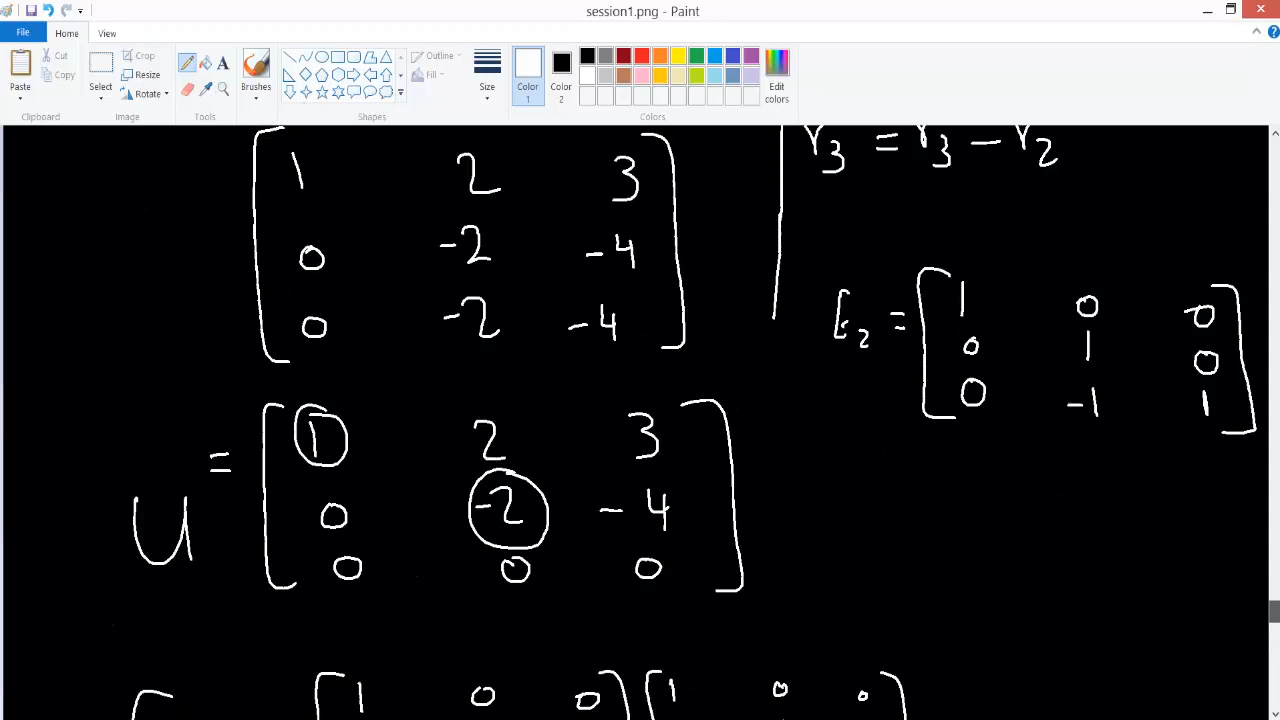 session1.png - Paint
File Home View
Paste Cut Copy Select Crop Resize Rotate Brushes Outline Fill Size Color 1 Color 2 Edit colors
Clipboard Image Tools Shapes Colors
r3 = r3 - r2
1 2 3
0 -2 -4
0 -2 -4
E2 =
1 0 0
0 1 0
0 -1 1
U =
1 2 3
0 -2 -4
0 0 0
1 0 0 1 0 0